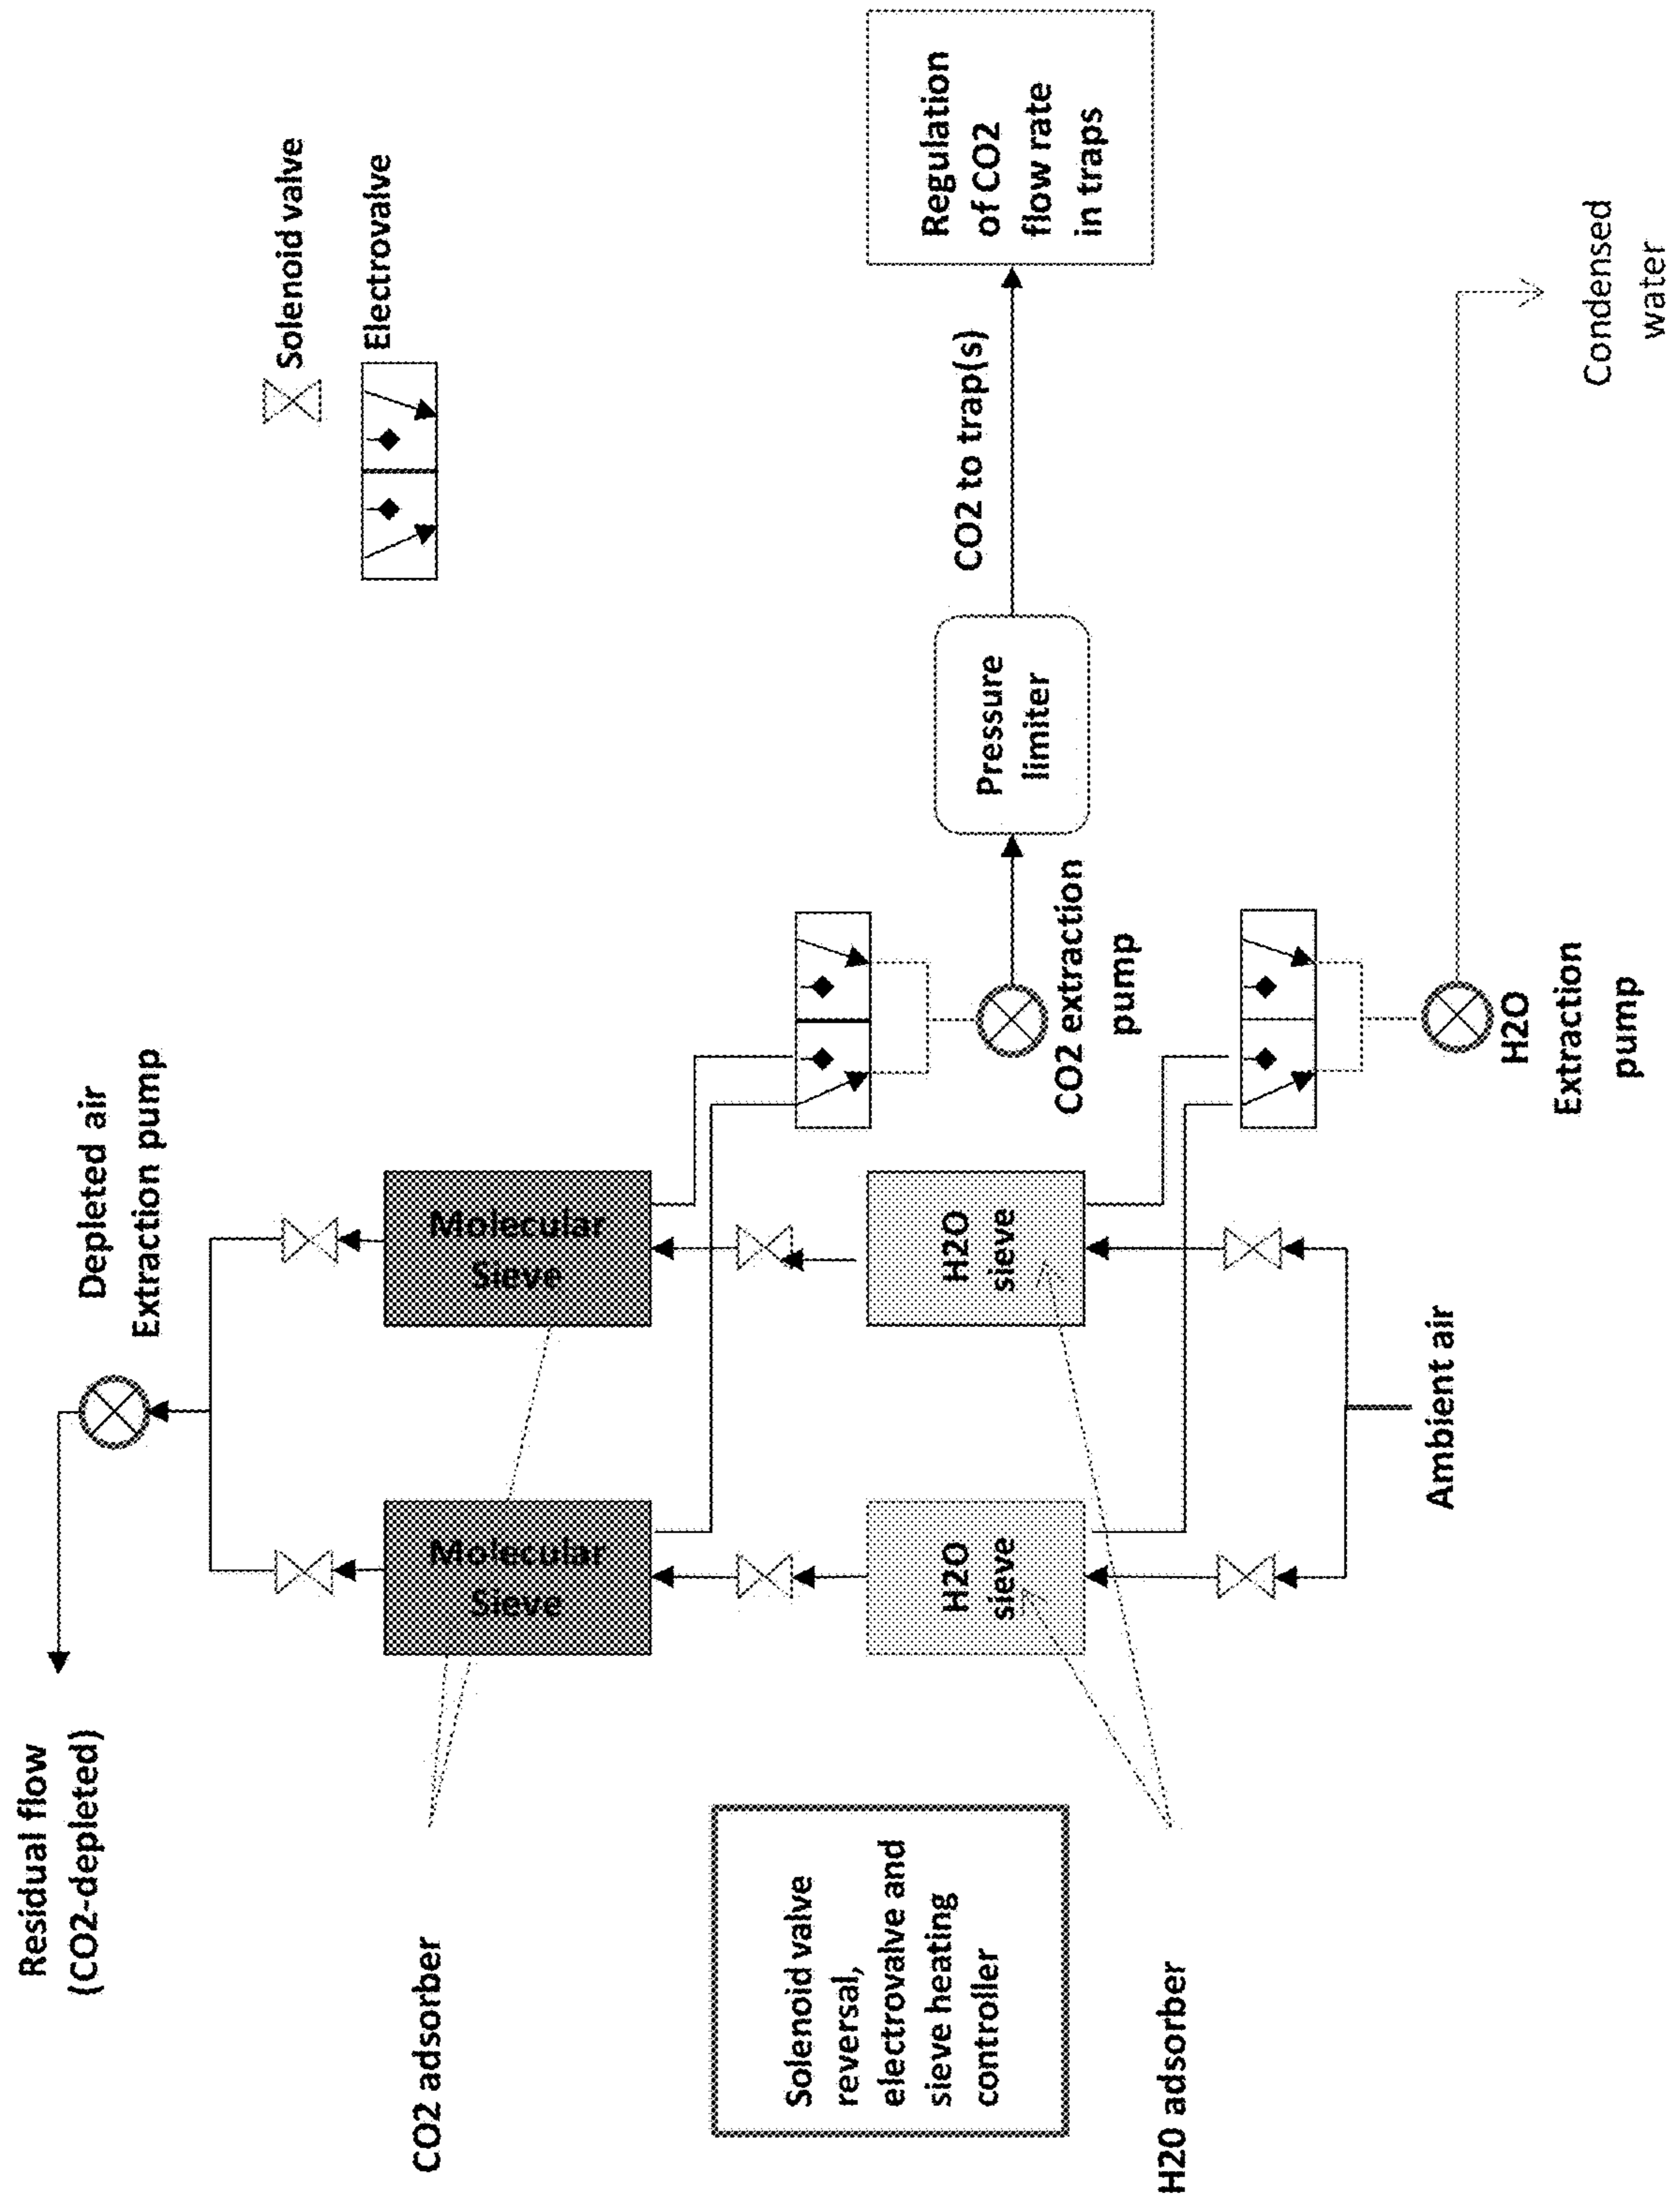 Residual flow
(CO2-depleted)
Depleted air
Extraction pump
Solenoid valve
Electrovalve
CO2 adsorber
Molecular
Sieve
Molecular
Sieve
Solenoid valve
reversal,
electrovalve and
sieve heating
controller
H2O
sieve
H2O
sieve
CO2 extraction
pump
Pressure
limiter
CO2 to trap(s)
Regulation
of CO2
flow rate
in traps
H20 adsorber
Ambient air
H2O
Extraction
pump
Condensed
water